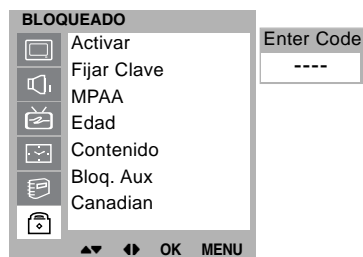 BLOQUEADO
Activar
Fijar Clave
MPAA
Edad
Contenido
Bloq. Aux
Canadian
OK MENU
Enter Code
----